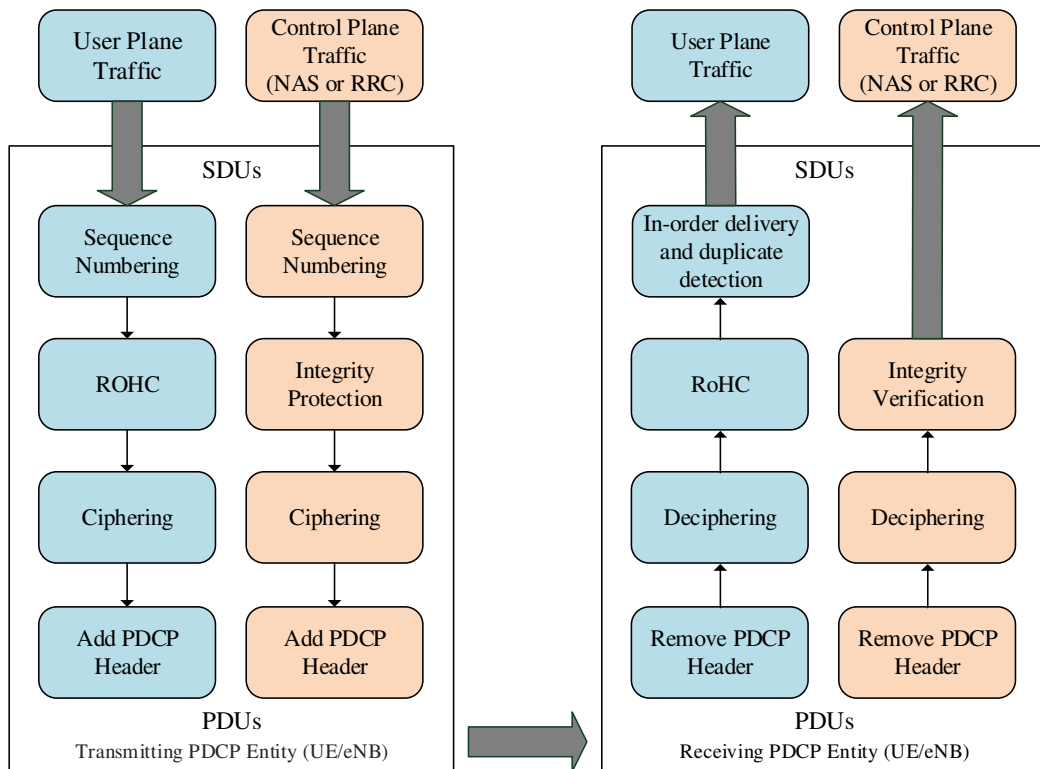 User Plane
Traffic
Control Plane
Traffic
(NAS or RRC)
SDUs
Sequence
Numbering
Sequence
Numbering
ROHC
Integrity
Protection
Ciphering
Ciphering
Add PDCP
Header
Add PDCP
Header
PDUs
Transmitting PDCP Entity (UE/eNB)
User Plane
Traffic
Control Plane
Traffic
(NAS or RRC)
SDUs
In-order delivery
and duplicate
detection
RoHC
Integrity
Verification
Deciphering
Deciphering
Remove PDCP
Header
Remove PDCP
Header
PDUs
Receiving PDCP Entity (UE/eNB)